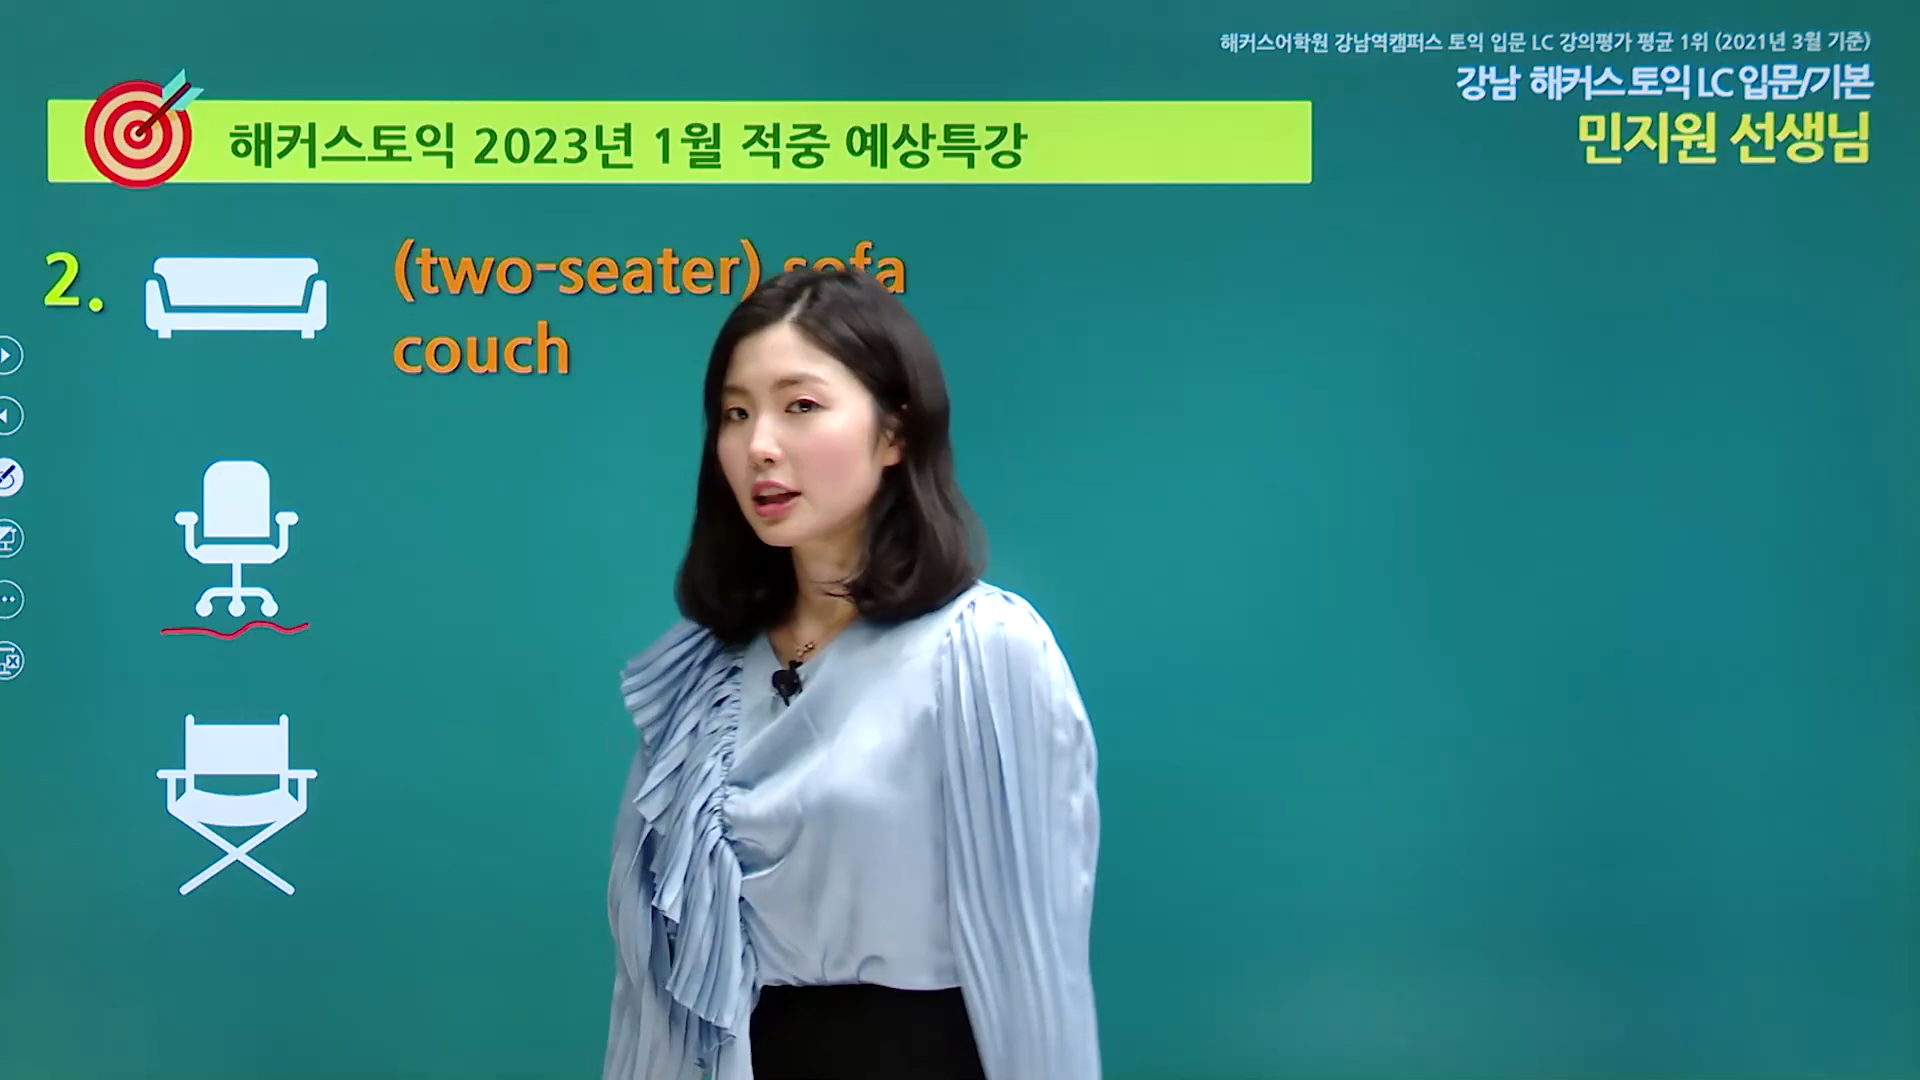 해커스어학원 강남역캠퍼스 토익 입문 LC 강의평가 평균 1위 (2021년 3월 기준)
강남 해커스 토익 LC 입문/기본
민지원 선생님
해커스토익 2023년 1월 적중 예상특강
2. (two-seater) sofa
couch